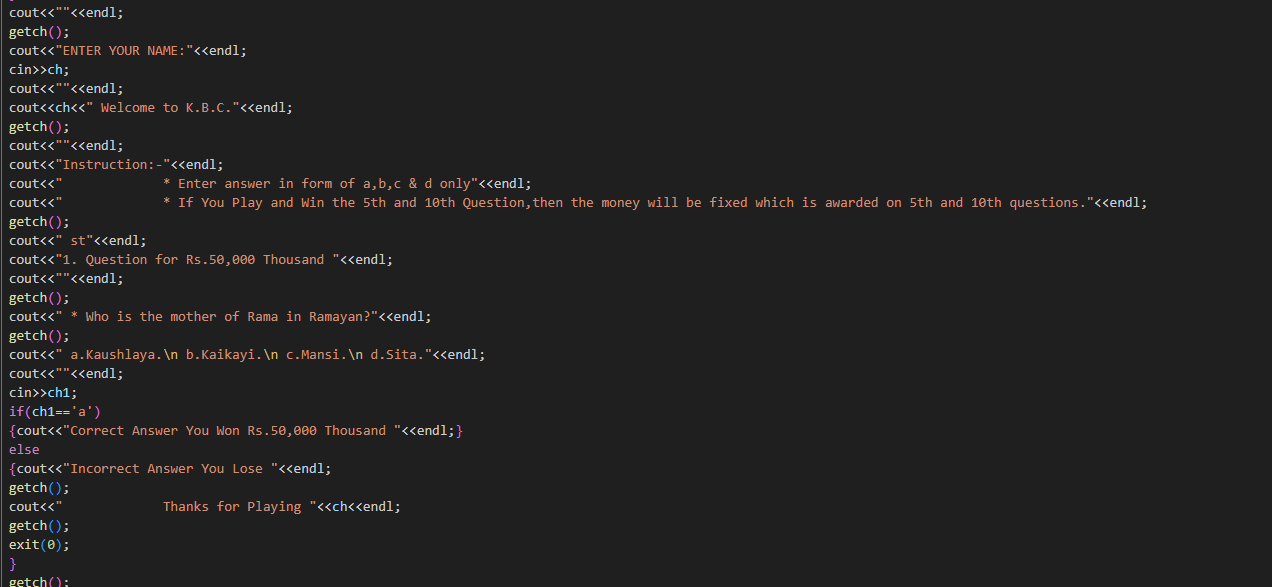 cout<<""<<endl;
getch();
cout<<"ENTER YOUR NAME:"<<endl;
cin>>ch;
cout<<""<<endl;
cout<<ch<<" Welcome to K.B.C."<<endl;
getch();
cout<<""<<endl;
cout<<"Instruction:-"<<endl;
cout<<"             * Enter answer in form of a,b,c & d only"<<endl;
cout<<"             * If You Play and Win the 5th and 10th Question,then the money will be fixed which is awarded on 5th and 10th questions."<<endl;
getch();
cout<<" st"<<endl;
cout<<"1. Question for Rs.50,000 Thousand "<<endl;
cout<<""<<endl;
getch();
cout<<" * Who is the mother of Rama in Ramayan?"<<endl;
getch();
cout<<" a.Kaushlaya.\n b.Kaikayi.\n c.Mansi.\n d.Sita."<<endl;
cout<<""<<endl;
cin>>ch1;
if(ch1=='a')
{cout<<"Correct Answer You Won Rs.50,000 Thousand "<<endl;}
else
{cout<<"Incorrect Answer You Lose "<<endl;
getch();
cout<<"             Thanks for Playing "<<ch<<endl;
getch();
exit(0);
}
getch();